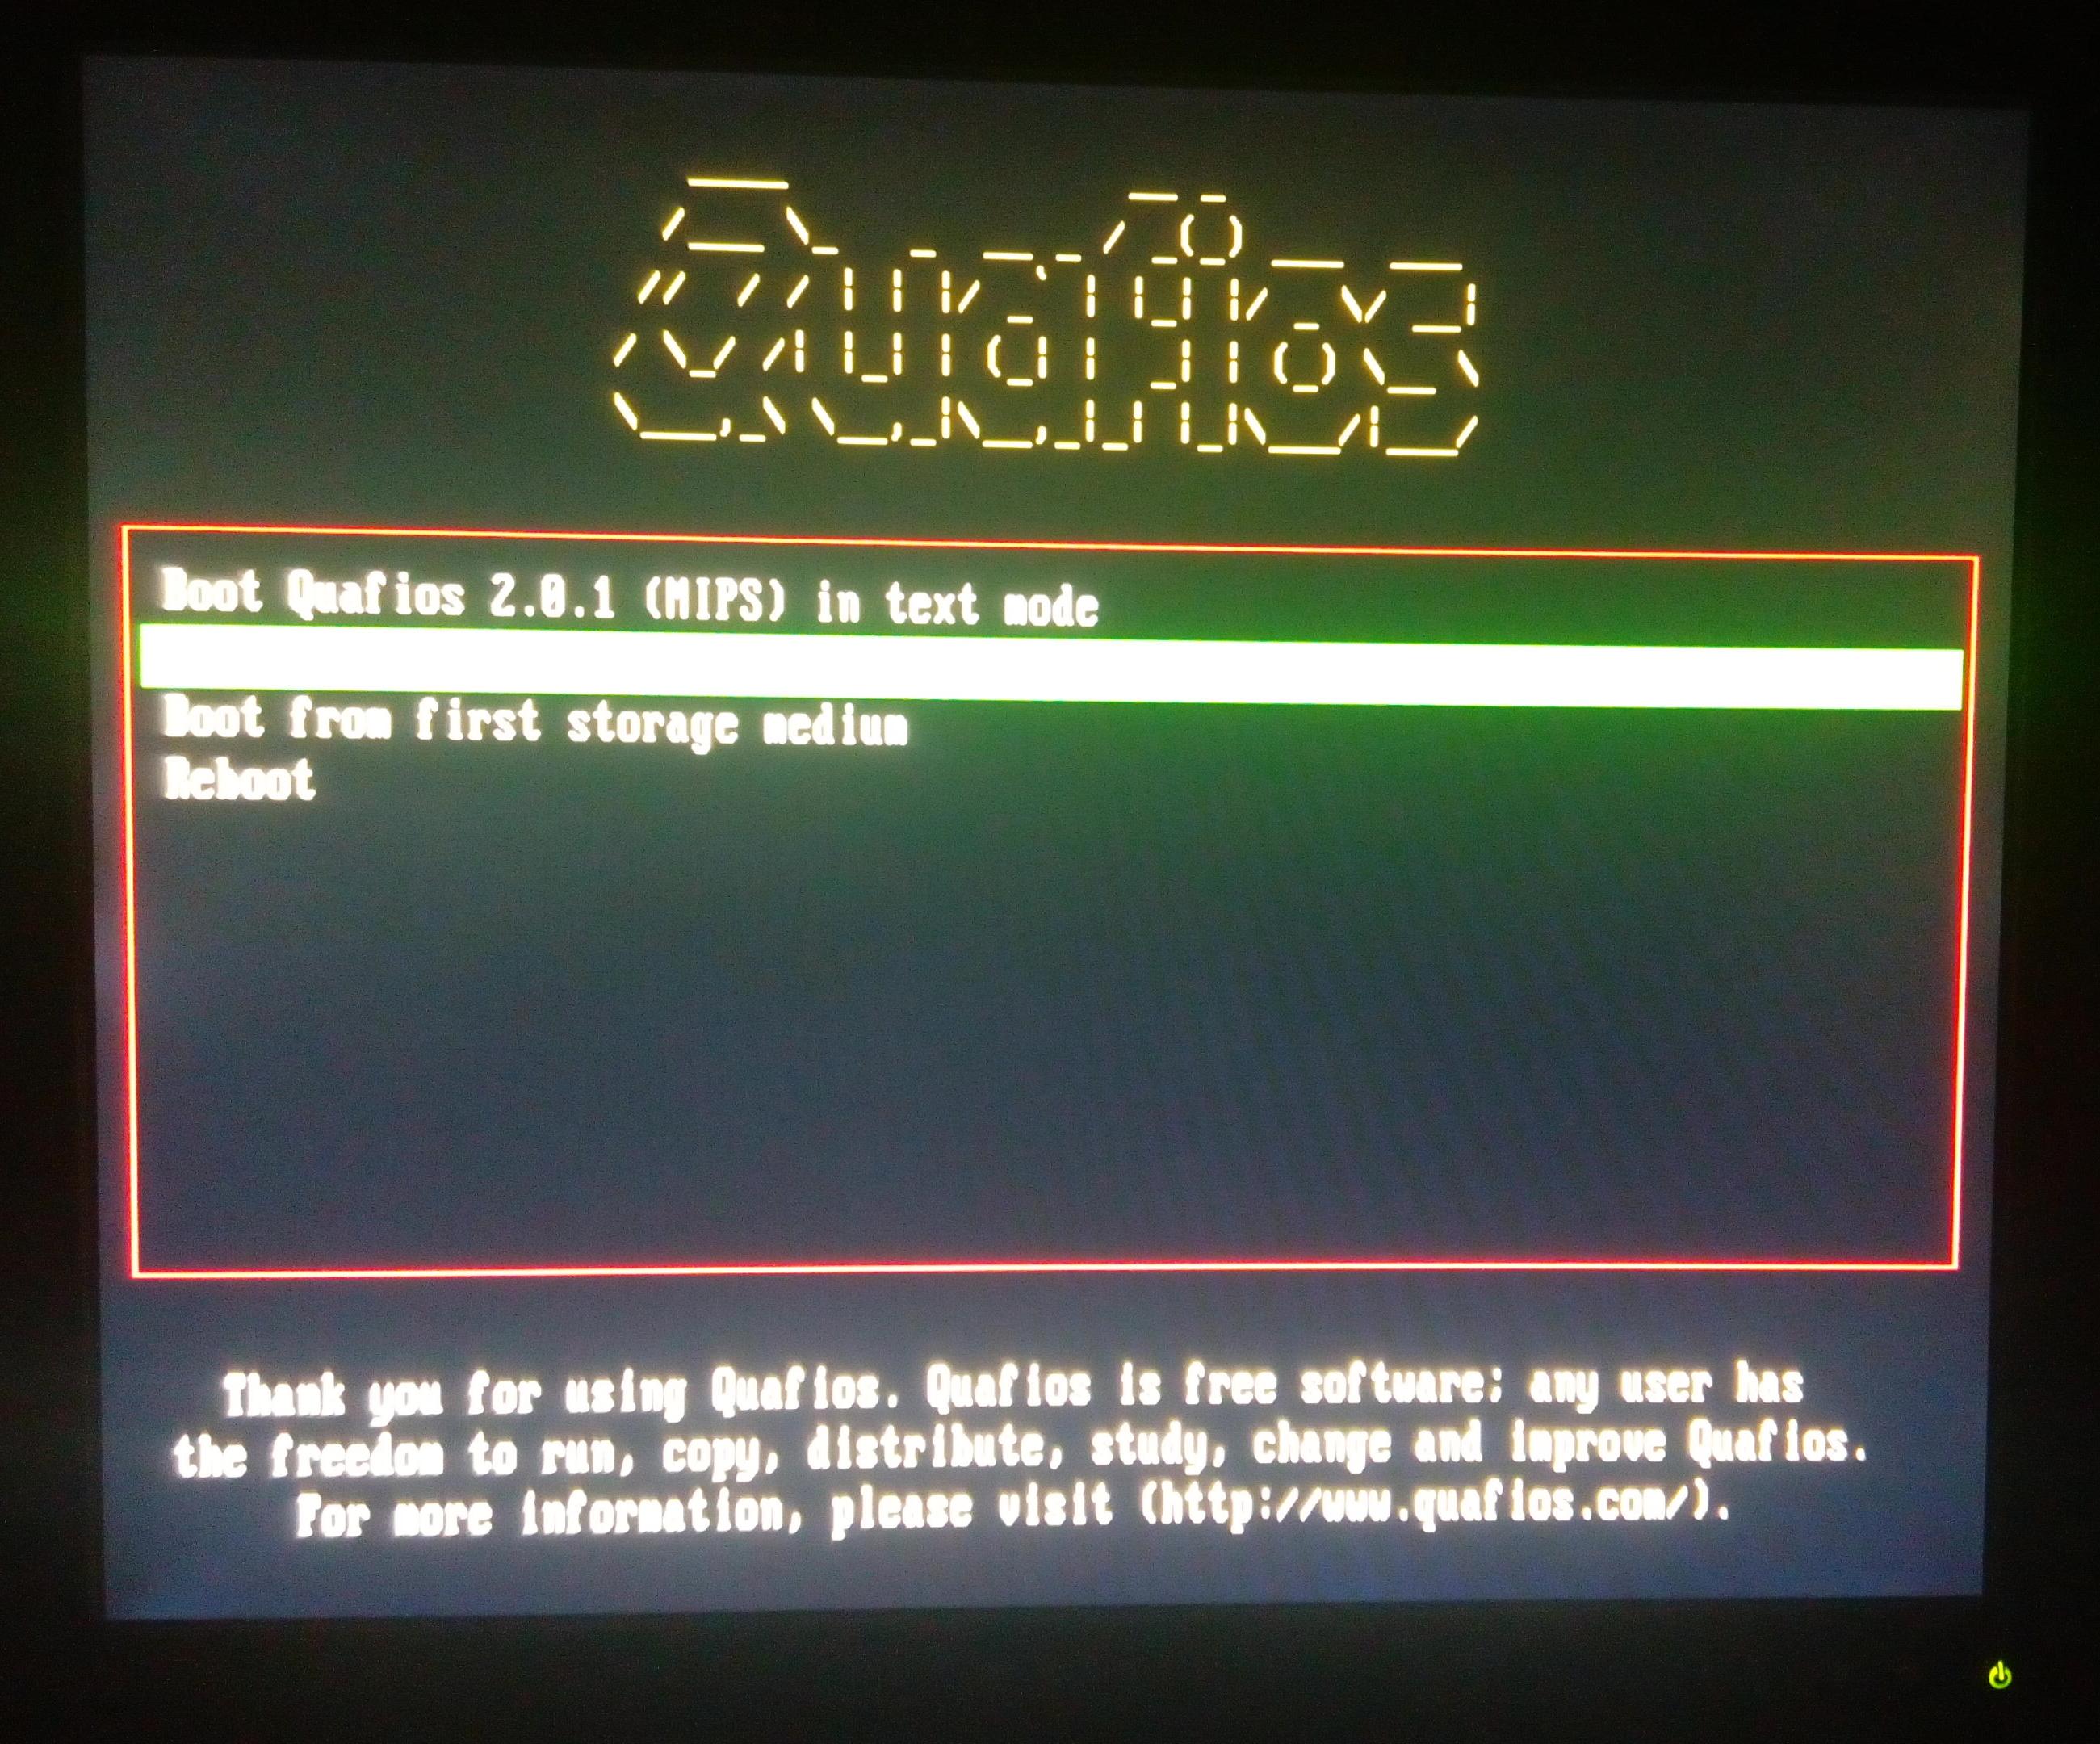 Quafios
Boot Quafios 2.0.1 (MIPS) in text mode
Boot from first storage medium
Reboot
Thank you for using Quafios. Quafios is free software: any user has
the freedom to run, copy, distribute, study, change and improve Quafios.
For more information, please visit (http://www.quafios.com/).